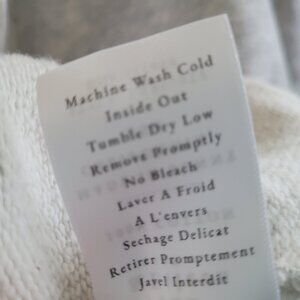 Machine Wash Cold
Inside Out
Tumble Dry Low
Remove Promptly
No Bleach
Laver A Froid
A L'envers
Sechage Delicat
Retirer Promptement
Javel Interdit